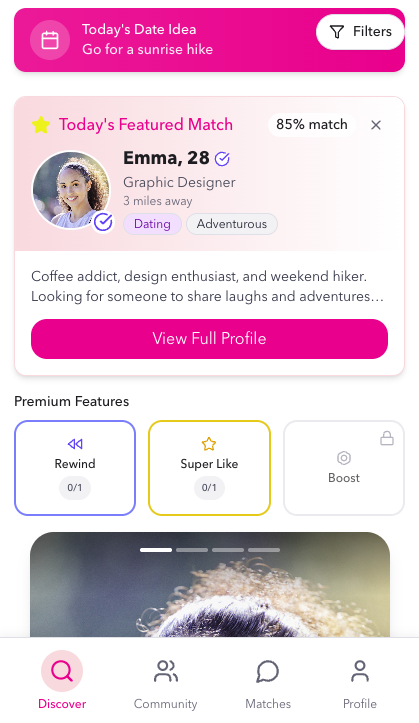 Today's Date Idea
Go for a sunrise hike
Filters
Today's Featured Match
85% match
Emma, 28
Graphic Designer
3 miles away
Dating
Adventurous
Coffee addict, design enthusiast, and weekend hiker.
Looking for someone to share laughs and adventures…
View Full Profile
Premium Features
Rewind
0/1
Super Like
0/1
Boost
Discover
Community
Matches
Profile